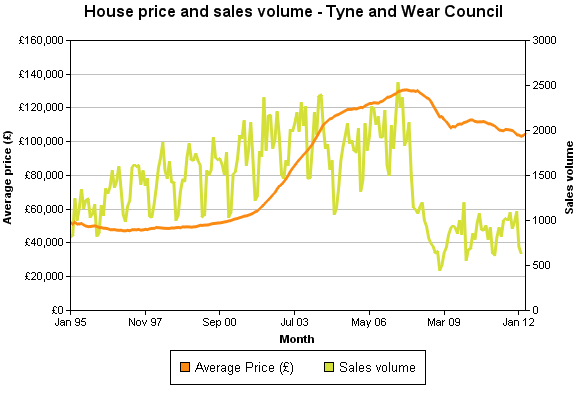 House price and sales volume - Tyne and Wear Council
£160,000
£140,000
£120,000
£100,000
£80,000
£60,000
£40,000
£20,000
£0
Average price (£)
3000
2500
2000
1500
1000
500
0
Sales volume
Jan 95 Nov 97 Sep 00 Jul 03 May 06 Mar 09 Jan 12
Month
Average Price (£) Sales volume